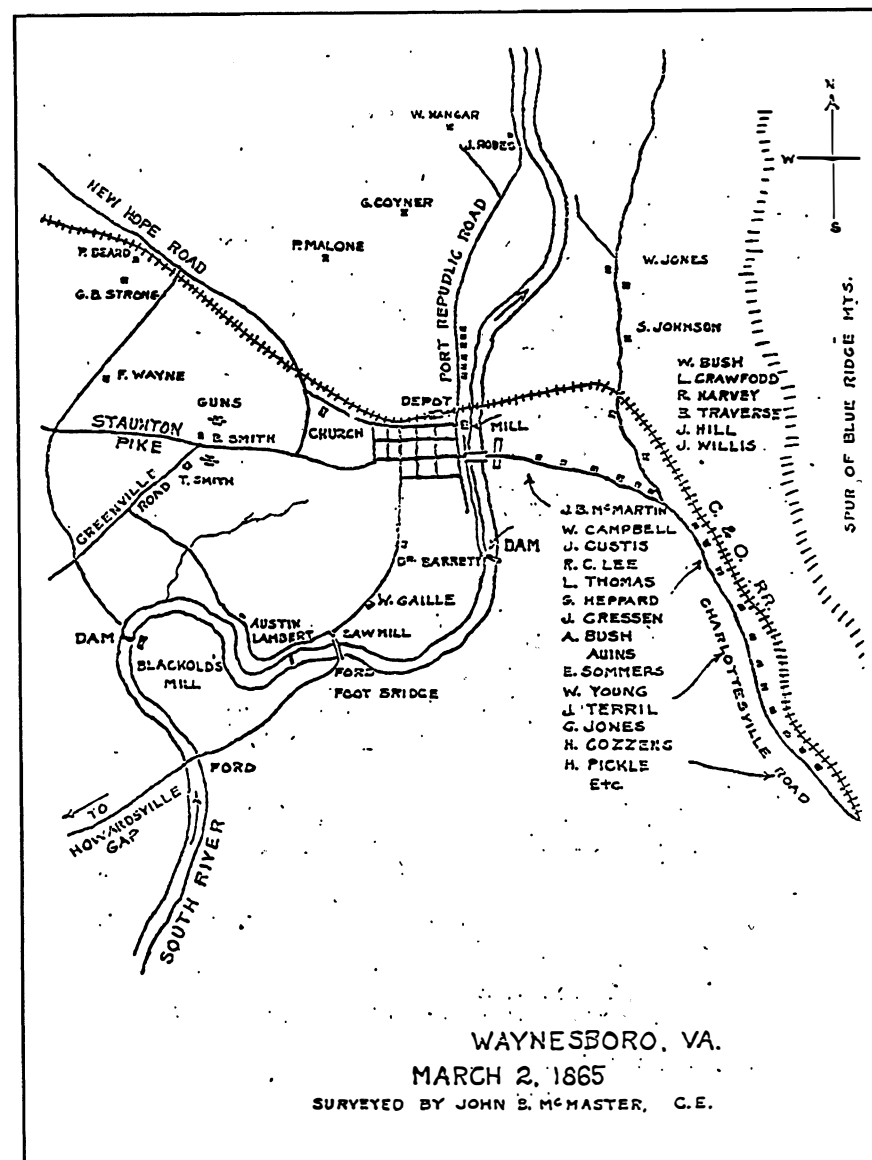 W. HANGAR
J. ROBES
N
W
S
G. COYNER
NEW HOPE ROAD
P. MALONE
P. BEARD
G. B. STRONG
PORT REPUBLIC ROAD
W. JONES
S. JOHNSON
SPUR OF BLUE RIDGE MTS.
W. BUSH
L. CRAWFODD
R. HARVEY
B. TRAVERSE
J. HILL
J. WILLIS
F. WAYNE
GUNS
DEPOT
STAUNTON
PIKE
B. SMITH
CHURCH
MILL
T. SMITH
GREENVILLE
ROAD
C. & O. RR.
J. B. McMARTIN
W. CAMPBELL
J. CUSTIS
R. C. LEE
L. THOMAS
S. HEPPARD
J. GRESSEN
A. BUSH
AUINS
E. SOMMERS
W. YOUNG
J. TERRIL
G. JONES
H. COZZENS
H. PICKLE
Etc
DAM
DR. BARRETT
W. GAILLE
AUSTIN
LAMBERT
SAWMILL
DAM
BLACKOLDS
MILL
FORD
FOOT BRIDGE
CHARLOTTESVILLE ROAD
FORD
TO
HOWARDSVILLE
GAP
SOUTH RIVER
WAYNESBORO, VA.
MARCH 2, 1865
SURVEYED BY JOHN B. McMASTER, C.E.